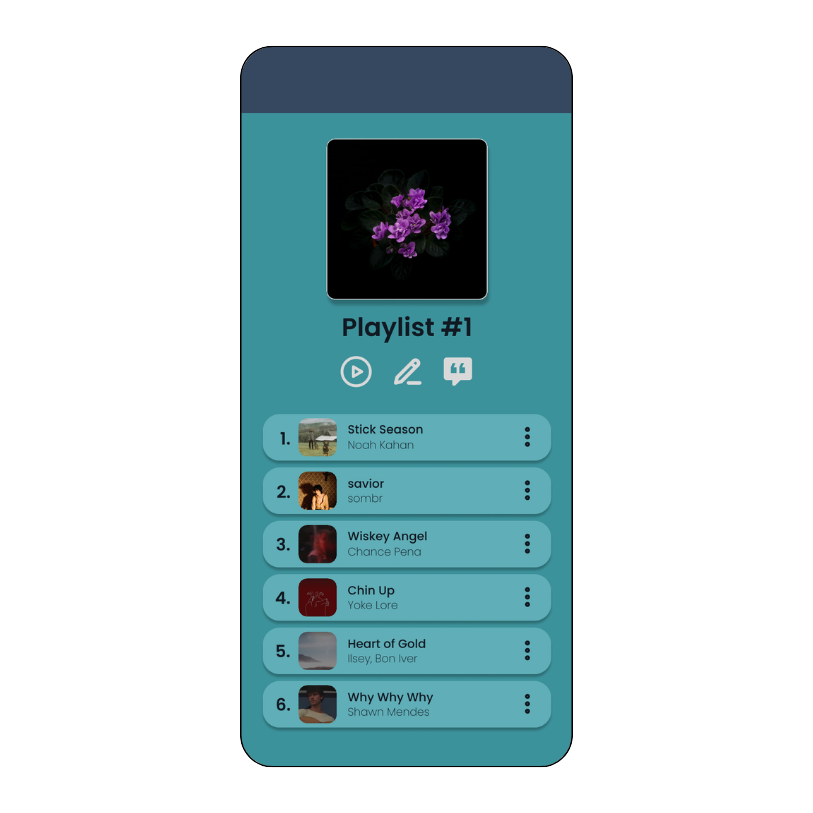 Playlist #1
1.
Stick Season
Noah Kahan
2.
savior
sombr
3.
Wiskey Angel
Chance Pena
4.
Chin Up
Yoke Lore
5.
Heart of Gold
Ilsey, Bon Iver
6.
Why Why Why
Shawn Mendes